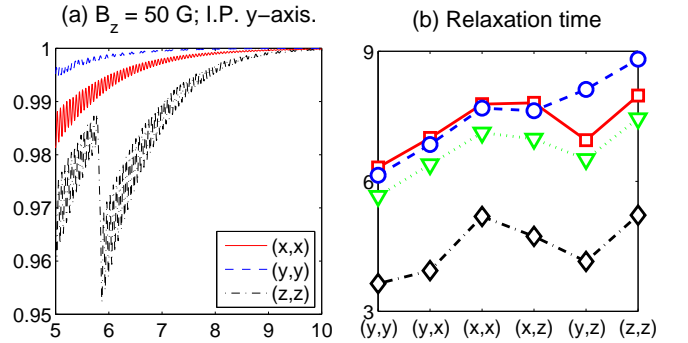 (a) B_z = 50 G; I.P. y−axis.
1
0.99
0.98
0.97
0.96
0.95
5 6 7 8 9 10
(x,x)
(y,y)
(z,z)
(b) Relaxation time
9
6
3
(y,y) (y,x) (x,x) (x,z) (y,z) (z,z)